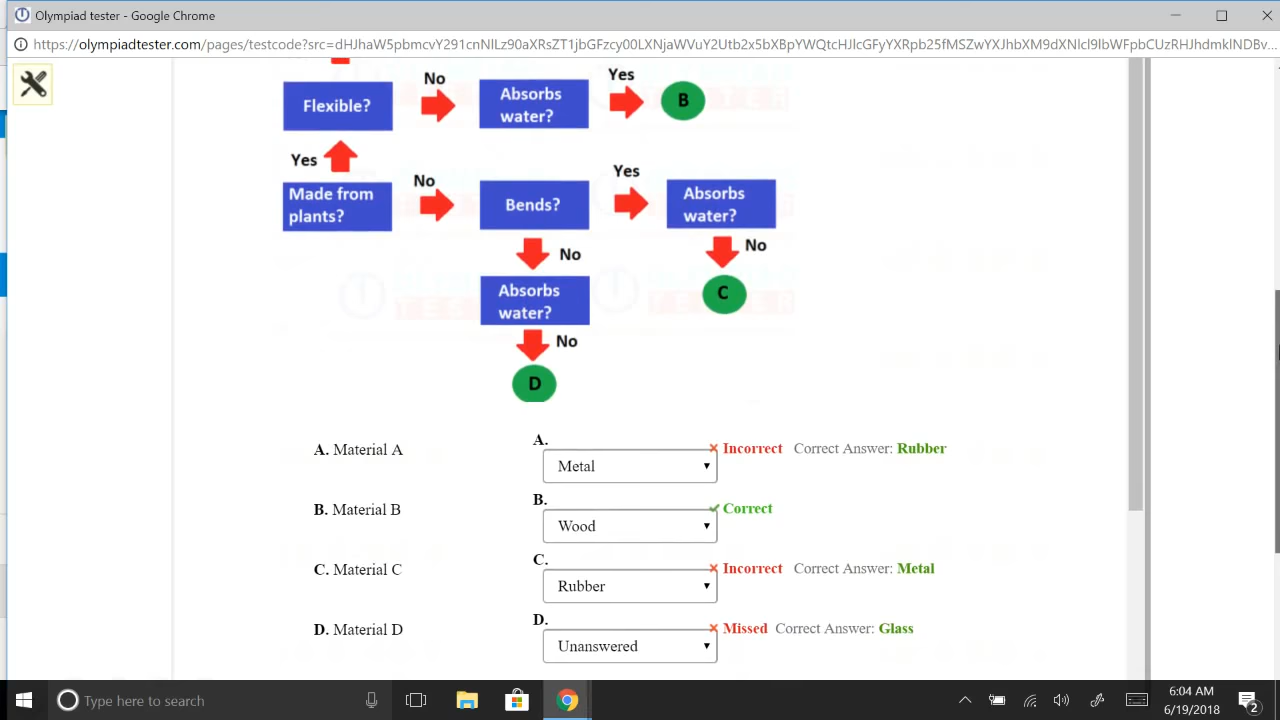 Olympiad tester - Google Chrome
https://olympiadtester.com/pages/testcode?src=dHJhaW5pbmcvY291cnNlLz90aXRsZT1jbGFzcy00LXNjaWVuY2Utb2x5bXBpYWQtcHJlcGFyYXRpb25fMSZwYXJhbXM9dXNlcl9IbWFpbCUzRHJHdmklNDBv...
No
Yes
Flexible?
Absorbs
water?
B
Yes
No
Yes
Made from
plants?
Bends?
Absorbs
water?
No
No
Absorbs
water?
C
No
D
A. Material A
A.
Metal
Incorrect Correct Answer: Rubber
B. Material B
B.
Wood
Correct
C. Material C
C.
Rubber
Incorrect Correct Answer: Metal
D. Material D
D.
Unanswered
Missed Correct Answer: Glass
Type here to search
6:04 AM
6/19/2018
2